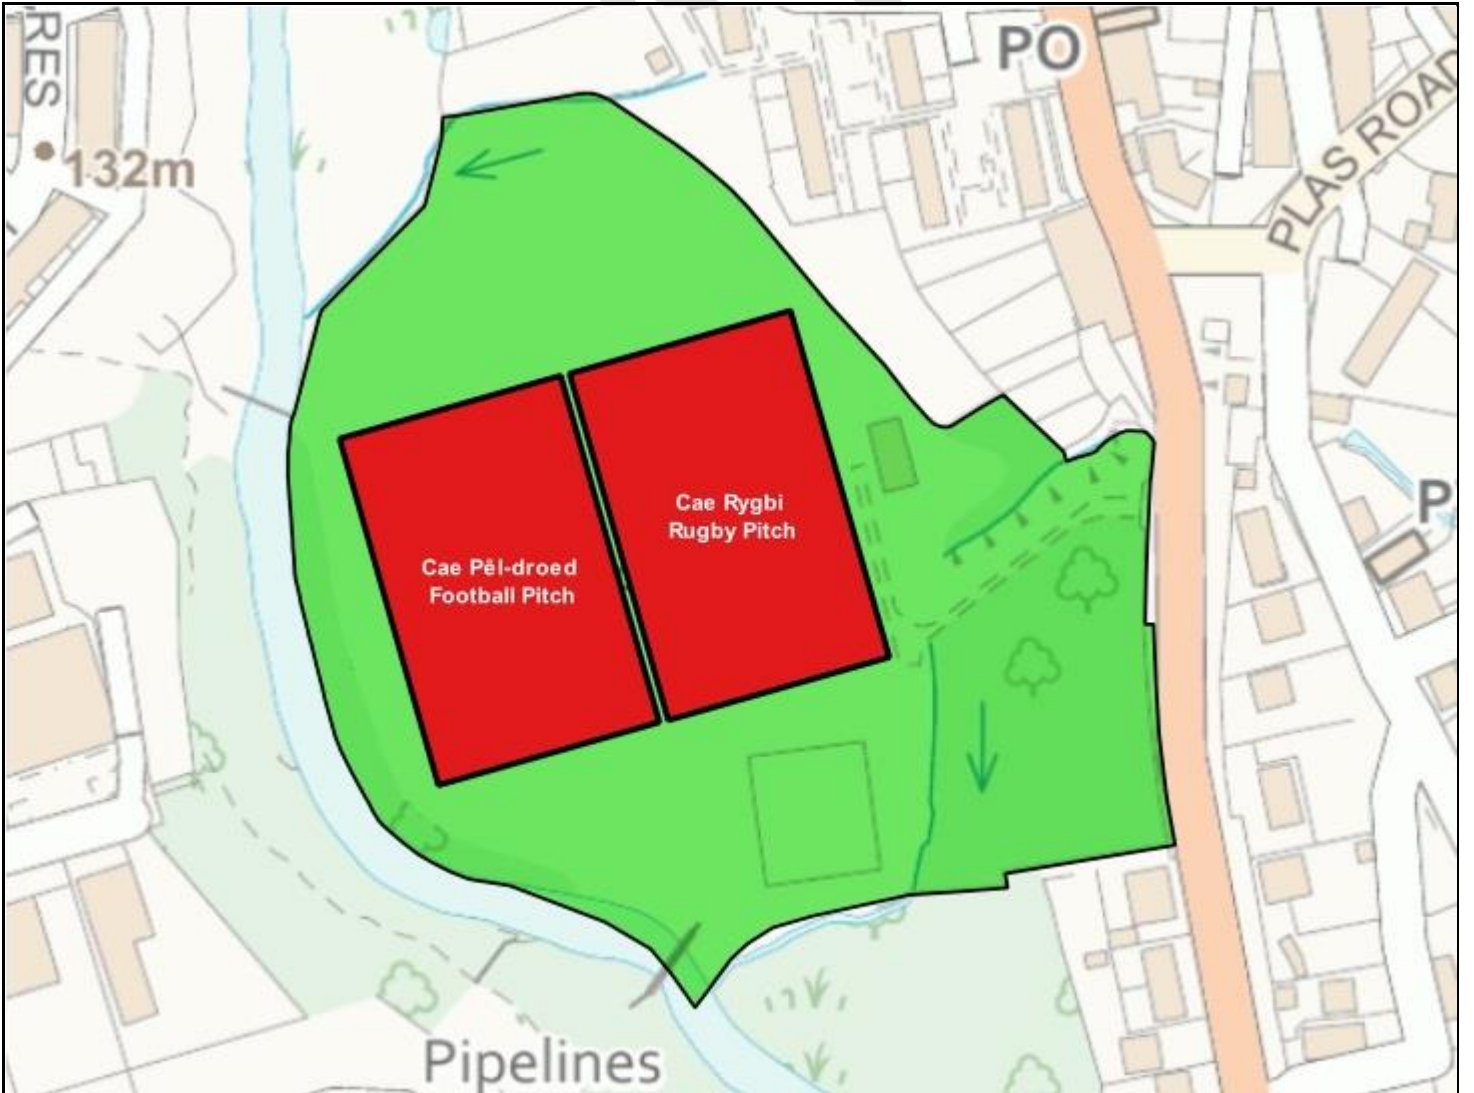 RES
132m
PO
PLAS ROAD
P
Cae Rygbi
Rugby Pitch
Cae Pêl-droed
Football Pitch
Pipelines